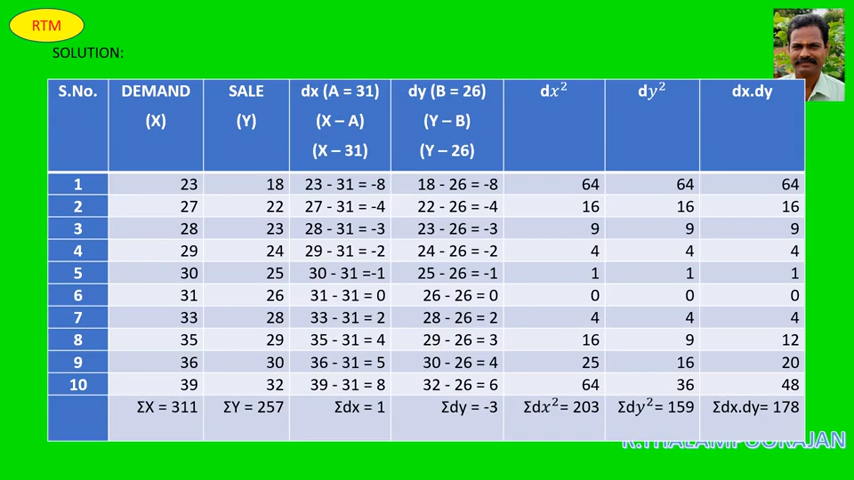 RTM
SOLUTION:
S.No. DEMAND SALE dx (A = 31) dy (B = 26) d𝑥² d𝑦² dx.dy
(X) (Y) (X – A) (Y – B)
(X – 31) (Y – 26)
1 23 18 23 - 31 = -8 18 - 26 = -8 64 64 64
2 27 22 27 - 31 = -4 22 - 26 = -4 16 16 16
3 28 23 28 - 31 = -3 23 - 26 = -3 9 9 9
4 29 24 29 - 31 = -2 24 - 26 = -2 4 4 4
5 30 25 30 - 31 =-1 25 - 26 = -1 1 1 1
6 31 26 31 - 31 = 0 26 - 26 = 0 0 0 0
7 33 28 33 - 31 = 2 28 - 26 = 2 4 4 4
8 35 29 35 - 31 = 4 29 - 26 = 3 16 9 12
9 36 30 36 - 31 = 5 30 - 26 = 4 25 16 20
10 39 32 39 - 31 = 8 32 - 26 = 6 64 36 48
ΣX = 311 ΣY = 257 Σdx = 1 Σdy = -3 Σd𝑥²= 203 Σd𝑦²= 159 Σdx.dy= 178